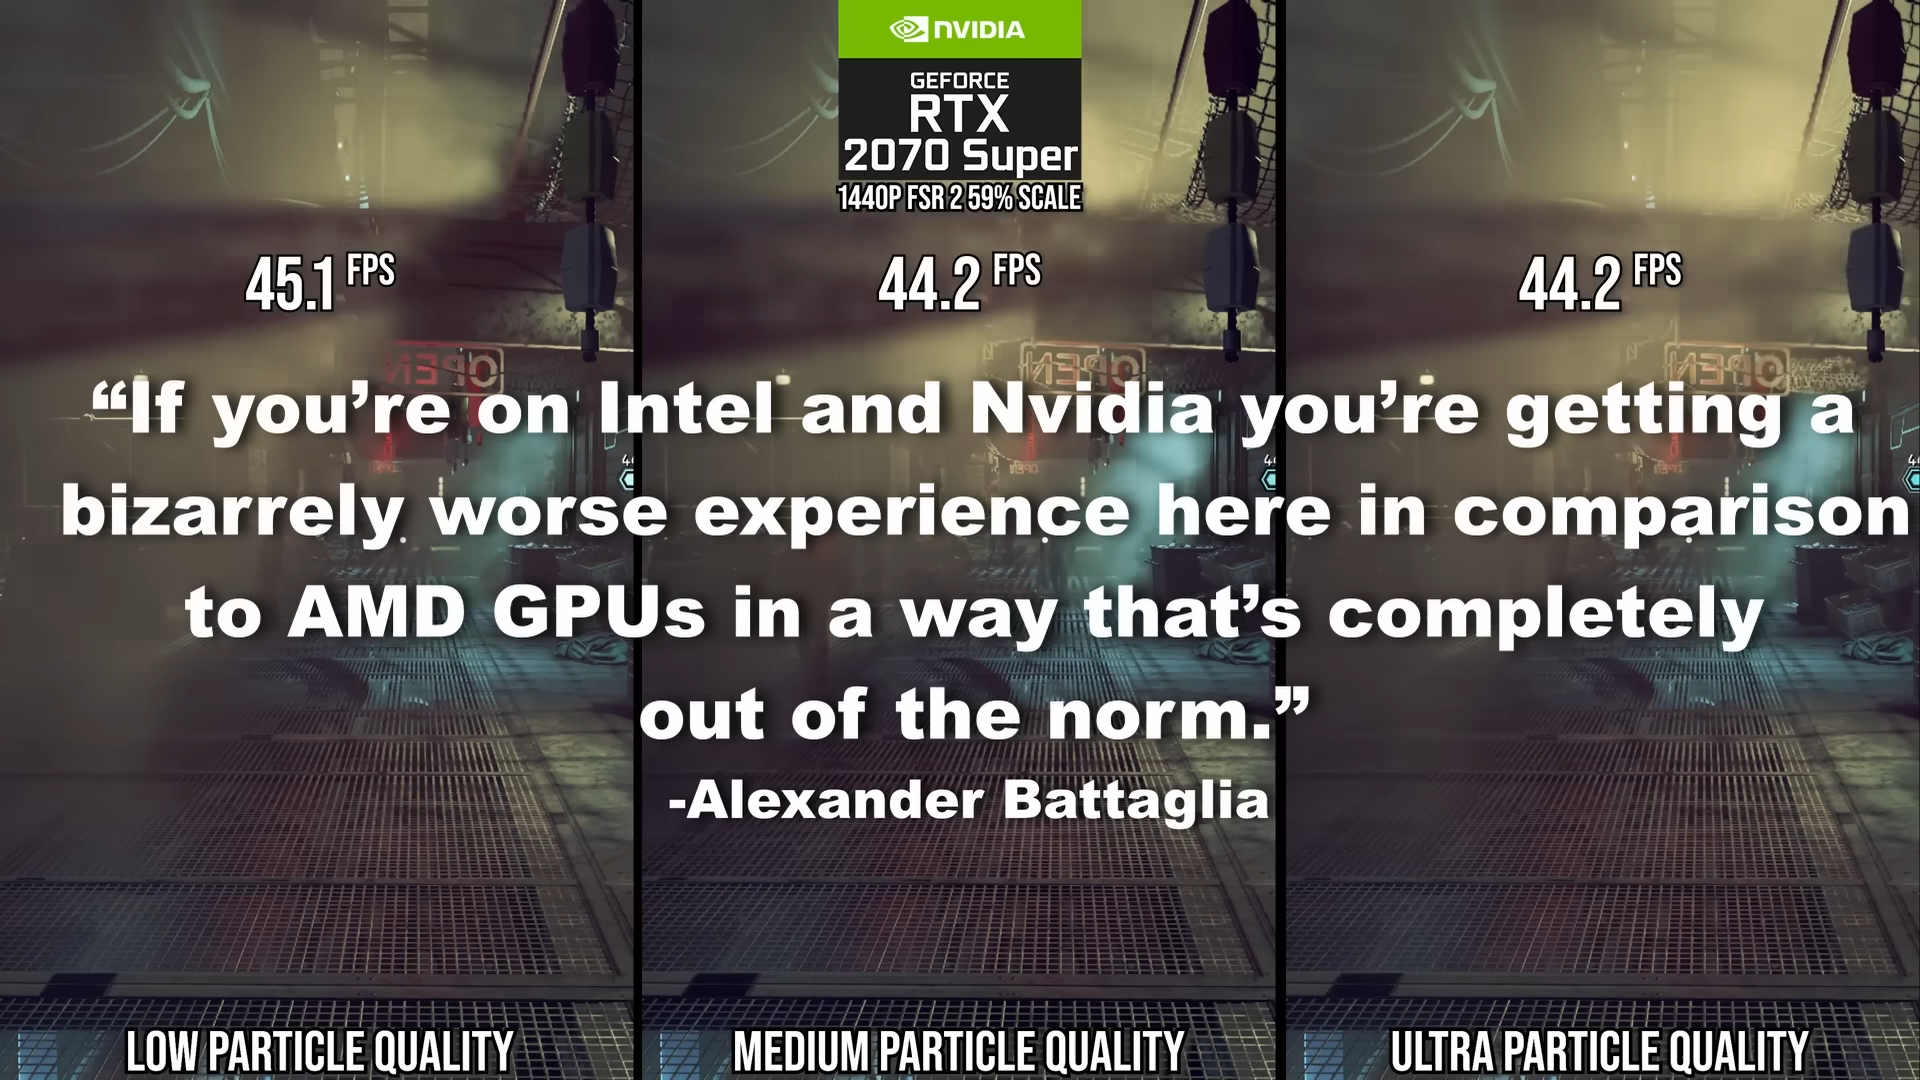 NVIDIA
GEFORCE
RTX
2070 Super
1440P FSR 2 59% SCALE
45.1 FPS
44.2 FPS
44.2 FPS
OPEN
OPEN
OPEN
“If you’re on Intel and Nvidia you’re getting a
bizarrely worse experience here in comparison
to AMD GPUs in a way that’s completely
out of the norm.”
-Alexander Battaglia
LOW PARTICLE QUALITY
MEDIUM PARTICLE QUALITY
ULTRA PARTICLE QUALITY